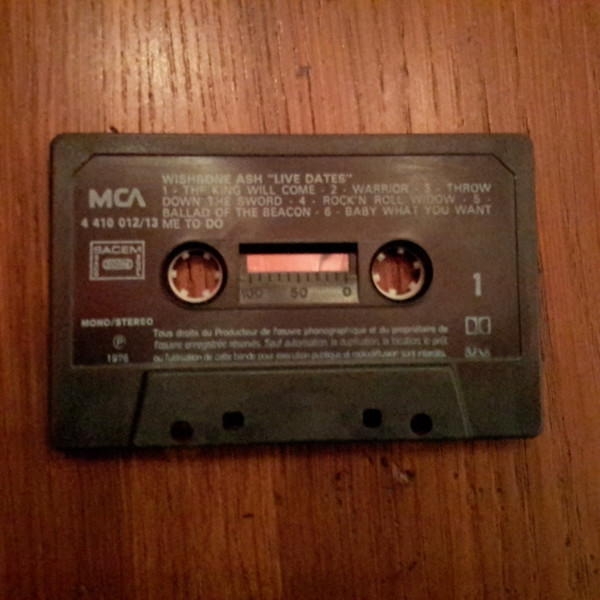 WISHBONE ASH "LIVE DATES"
1 - THE KING WILL COME - 2 - WARRIOR - 3 - THROW
DOWN THE SWORD - 4 - ROCK'N ROLL WIDOW - 5 -
BALLAD OF THE BEACON - 6 - BABY WHAT YOU WANT
ME TO DO
MCA
4 410 012/13
SACEM
100 50 0
1
MONO/STEREO
Ⓟ
1976
Tous droits du Producteur de l'œuvre phonographique et du propriétaire de
l'œuvre enregistrée réservés. Sauf autorisation la duplication, la location, le prêt
ou l'utilisation de cette bande pour exécution publique et radiodiffusion sont interdits.